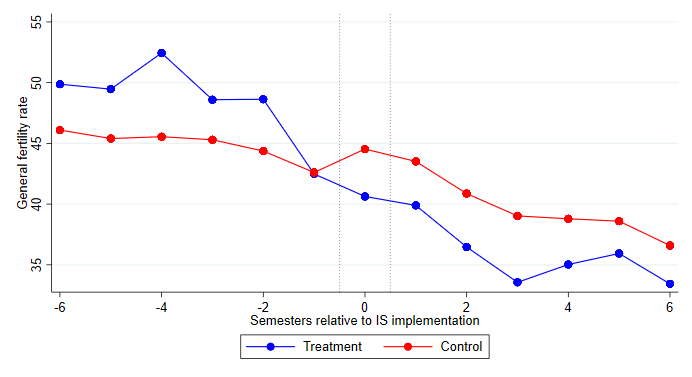 General fertility rate
55
50
45
40
35
-6 -4 -2 0 2 4 6
Semesters relative to IS implementation
Treatment Control